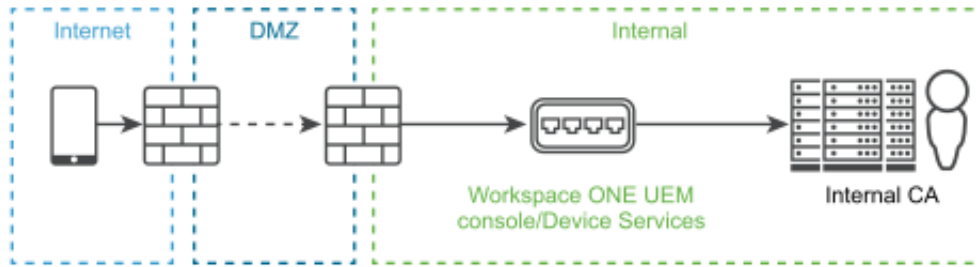 Internet
DMZ
Internal
Workspace ONE UEM
console/Device Services
Internal CA